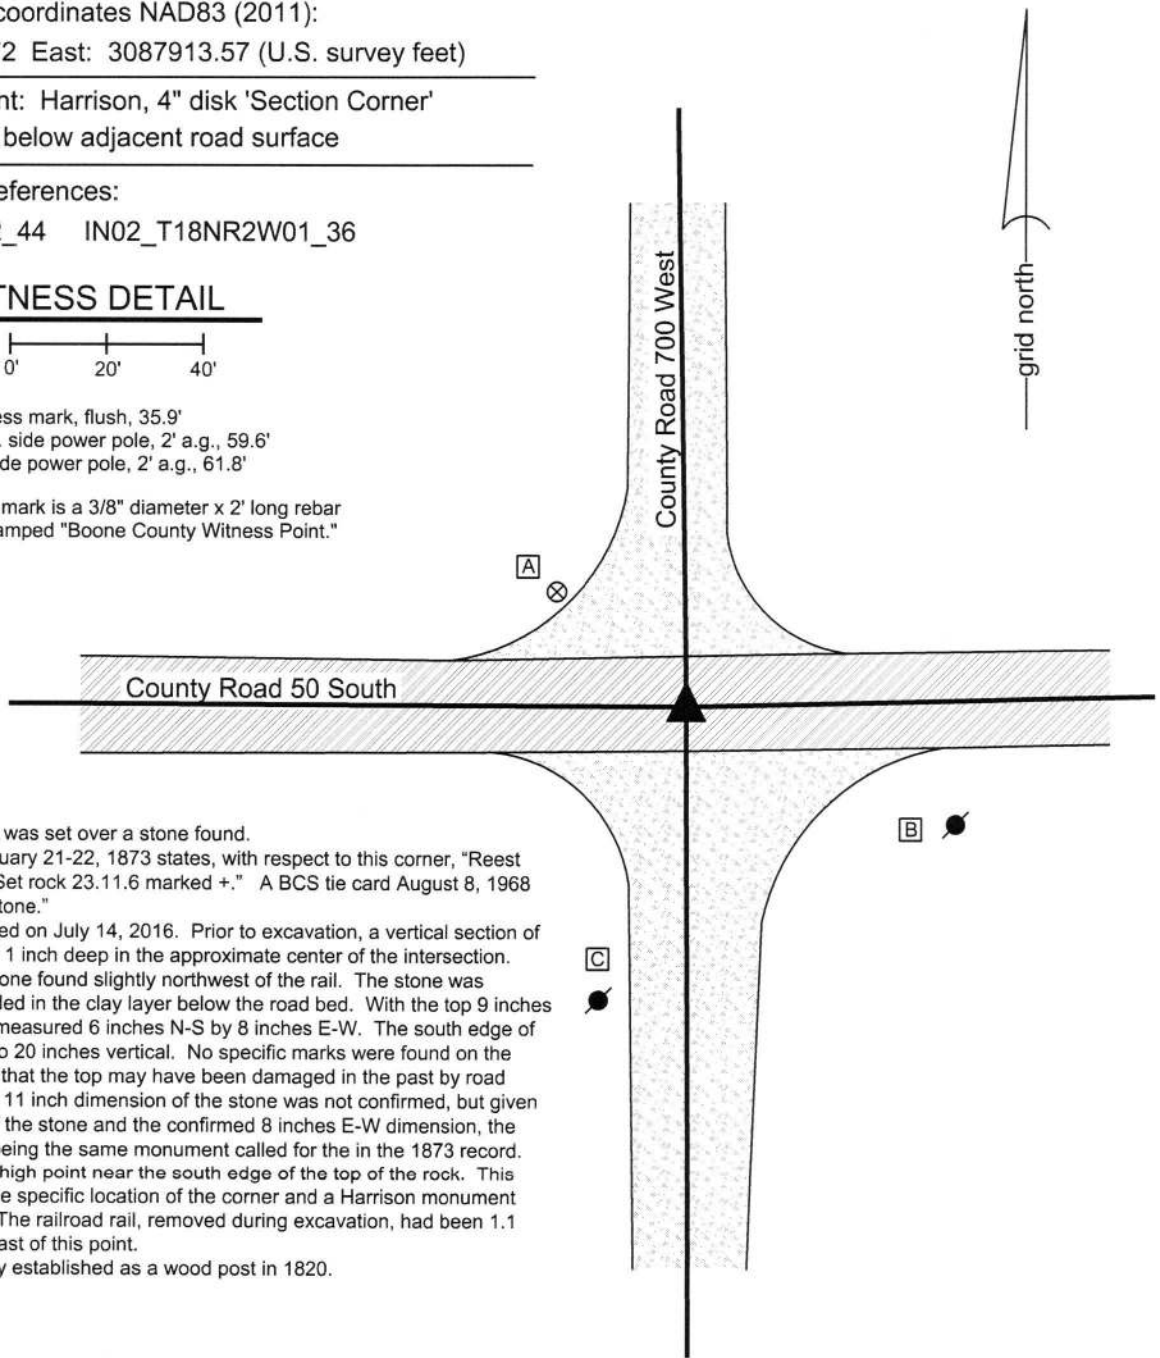 coordinates NAD83 (2011):
2 East: 3087913.57 (U.S. survey feet)
nt: Harrison, 4" disk 'Section Corner'
below adjacent road surface
eferences:
_44 IN02_T18NR2W01_36
TNESS DETAIL
0' 20' 40'
ess mark, flush, 35.9'
. side power pole, 2' a.g., 59.6'
de power pole, 2' a.g., 61.8'
mark is a 3/8" diameter x 2' long rebar
amped "Boone County Witness Point."
County Road 700 West
grid north
A
County Road 50 South
B
C
was set over a stone found.
uary 21-22, 1873 states, with respect to this corner, "Reest
Set rock 23.11.6 marked +." A BCS tie card August 8, 1968
tone."
ed on July 14, 2016. Prior to excavation, a vertical section of
1 inch deep in the approximate center of the intersection.
one found slightly northwest of the rail. The stone was
led in the clay layer below the road bed. With the top 9 inches
measured 6 inches N-S by 8 inches E-W. The south edge of
o 20 inches vertical. No specific marks were found on the
that the top may have been damaged in the past by road
11 inch dimension of the stone was not confirmed, but given
f the stone and the confirmed 8 inches E-W dimension, the
being the same monument called for the in the 1873 record.
high point near the south edge of the top of the rock. This
e specific location of the corner and a Harrison monument
The railroad rail, removed during excavation, had been 1.1
ast of this point.
y established as a wood post in 1820.